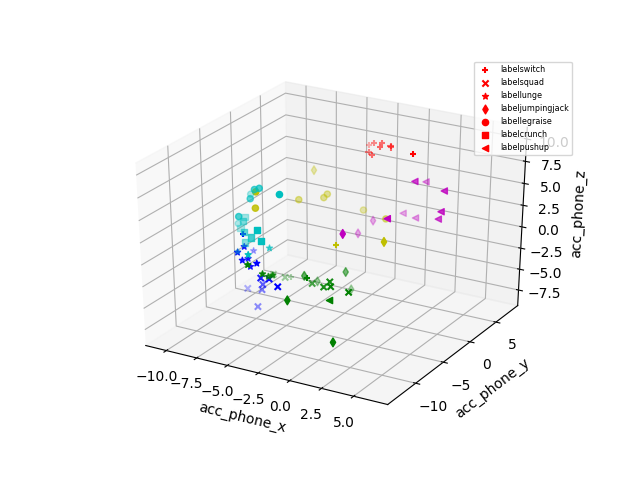 labelswitch
labelsquad
labellunge
labeljumpingjack
labellegraise
labelcrunch
labelpushup
10.0
7.5
5.0
2.5
0.0
−2.5
−5.0
−7.5
acc_phone_z
−10.0
−7.5
−5.0
−2.5
0.0
2.5
5.0
acc_phone_x
−10
−5
0
5
acc_phone_y